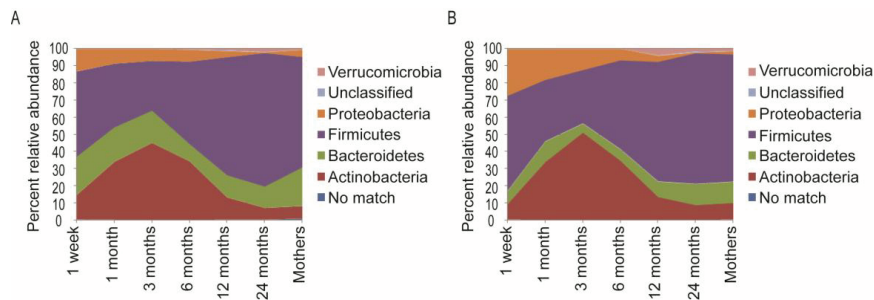 A
Percent relative abundance
100
90
80
70
60
50
40
30
20
10
0
1 week
1 month
3 months
6 months
12 months
24 months
Mothers
Verrucomicrobia
Unclassified
Proteobacteria
Firmicutes
Bacteroidetes
Actinobacteria
No match
B
Percent relative abundance
100
90
80
70
60
50
40
30
20
10
0
1 week
1 month
3 months
6 months
12 months
24 months
Mothers
Verrucomicrobia
Unclassified
Proteobacteria
Firmicutes
Bacteroidetes
Actinobacteria
No match